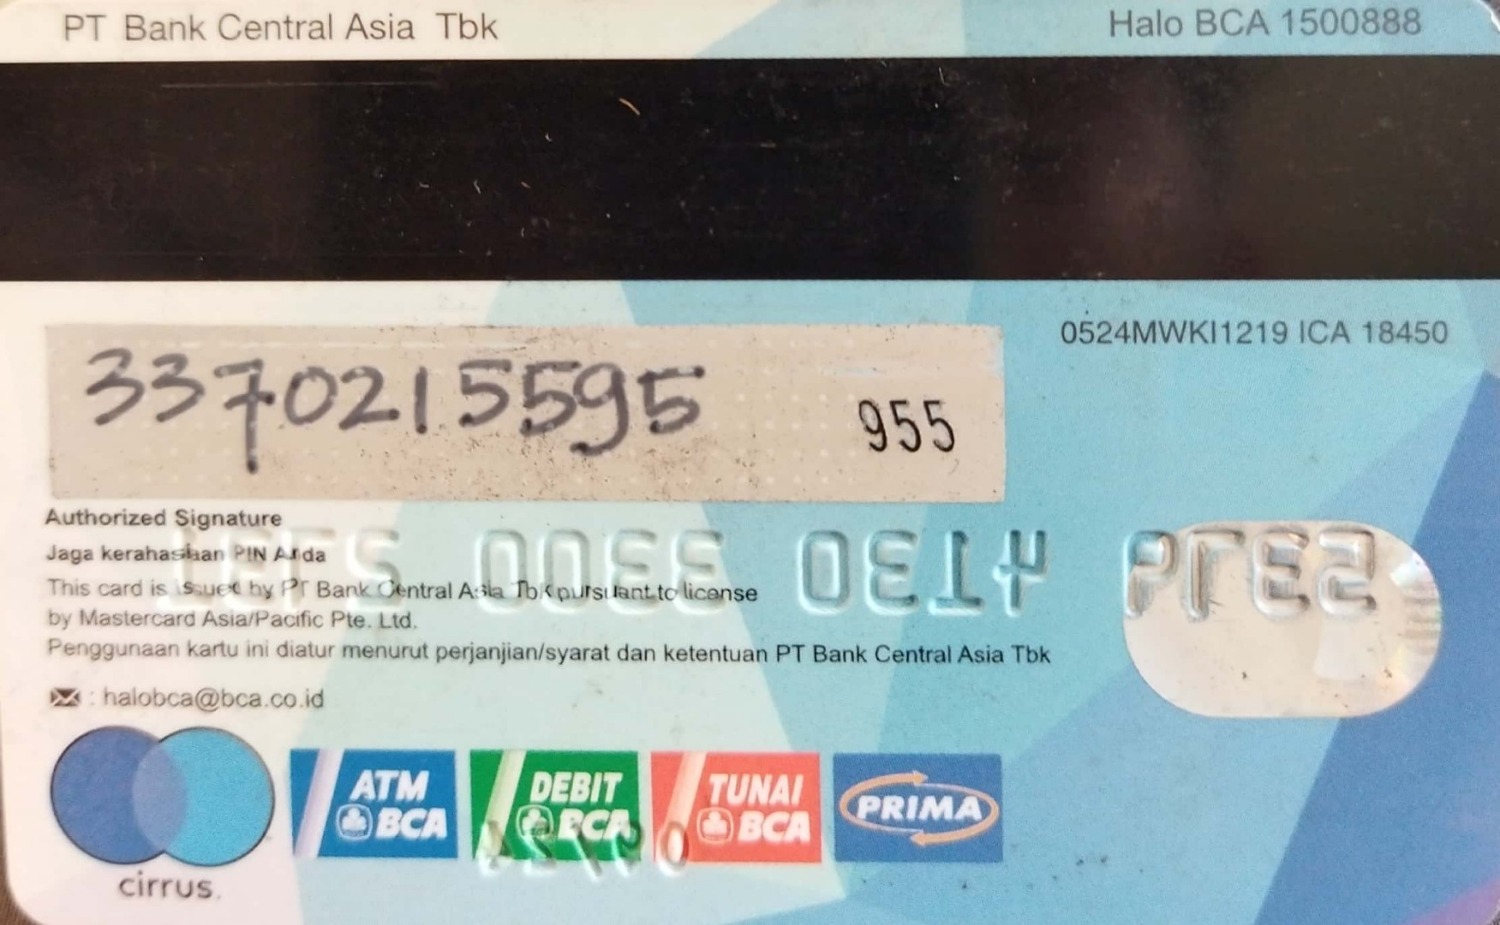 PT Bank Central Asia Tbk
Halo BCA 1500888
0524MWKI1219 ICA 18450
3370215595
955
Authorized Signature
Jaga kerahasiaan PIN Anda
This card is issued by PT Bank Central Asia Tbk pursuant to license
by Mastercard Asia/Pacific Pte. Ltd.
Penggunaan kartu ini diatur menurut perjanjian/syarat dan ketentuan PT Bank Central Asia Tbk
: halobca@bca.co.id
cirrus.
ATM
BCA
DEBIT
BCA
TUNAI
BCA
PRIMA